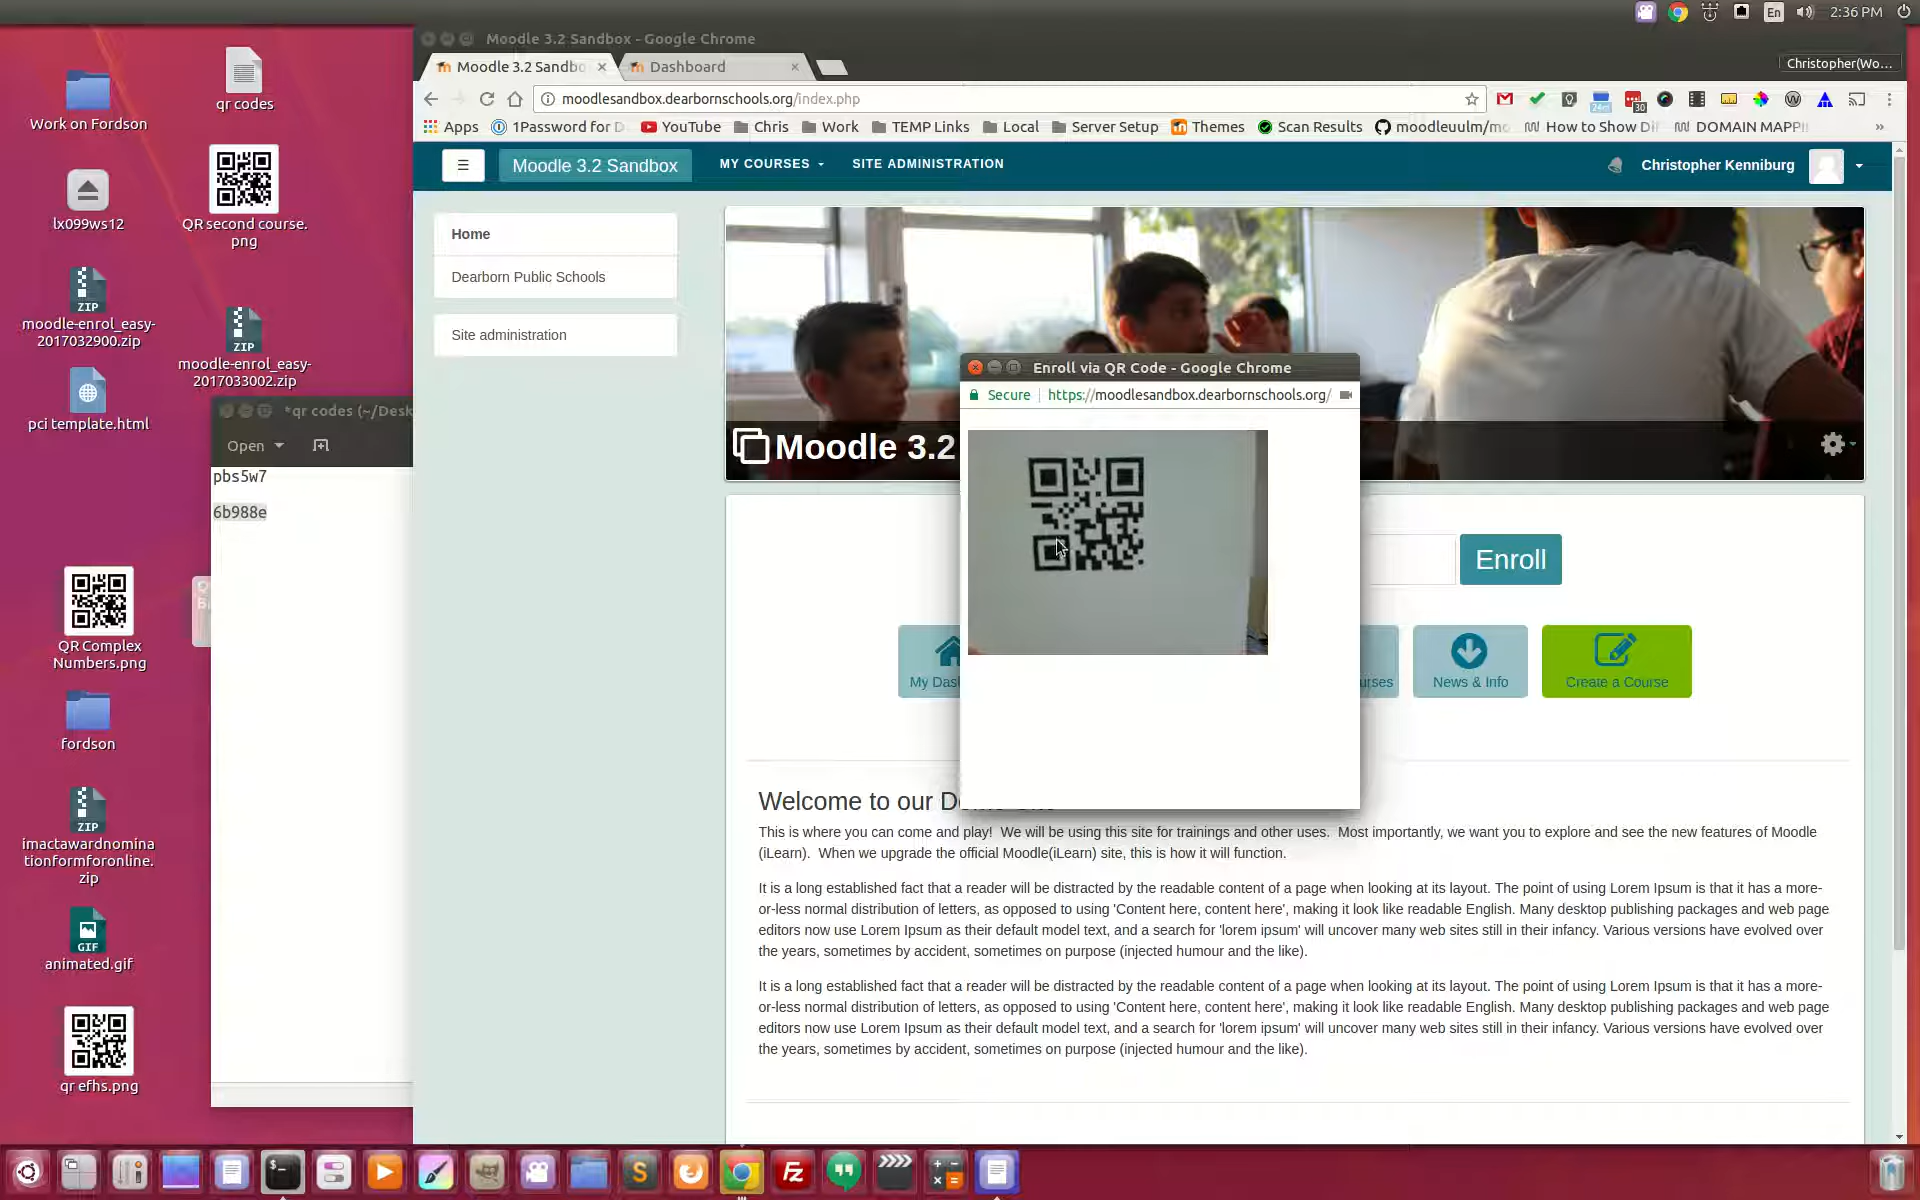 En
2:36 PM
Moodle 3.2 Sandbox - Google Chrome
Moodle 3.2 Sandbo
Dashboard
Christopher(Wo...
moodlesandbox.dearbornschools.org/index.php
30
Apps
1Password for D
YouTube
Chris
Work
TEMP Links
Local
Server Setup
Themes
Scan Results
moodleuulm/mo
How to Show Di
DOMAIN MAPPI
»
Moodle 3.2 Sandbox
MY COURSES
SITE ADMINISTRATION
Christopher Kenniburg
Home
Dearborn Public Schools
Site administration
Moodle 3.2
Enroll via QR Code - Google Chrome
Secure
https://moodlesandbox.dearbornschools.org/
Enroll
My Das
urses
News & Info
Create a Course
Welcome to our D
This is where you can come and play! We will be using this site for trainings and other uses. Most importantly, we want you to explore and see the new features of Moodle
(iLearn). When we upgrade the official Moodle(iLearn) site, this is how it will function.
It is a long established fact that a reader will be distracted by the readable content of a page when looking at its layout. The point of using Lorem Ipsum is that it has a more-
or-less normal distribution of letters, as opposed to using 'Content here, content here', making it look like readable English. Many desktop publishing packages and web page
editors now use Lorem Ipsum as their default model text, and a search for 'lorem ipsum' will uncover many web sites still in their infancy. Various versions have evolved over
the years, sometimes by accident, sometimes on purpose (injected humour and the like).
It is a long established fact that a reader will be distracted by the readable content of a page when looking at its layout. The point of using Lorem Ipsum is that it has a more-
or-less normal distribution of letters, as opposed to using 'Content here, content here', making it look like readable English. Many desktop publishing packages and web page
editors now use Lorem Ipsum as their default model text, and a search for 'lorem ipsum' will uncover many web sites still in their infancy. Various versions have evolved over
the years, sometimes by accident, sometimes on purpose (injected humour and the like).
Work on Fordson
qr codes
lx099ws12
QR second course.
png
ZIP
moodle-enrol_easy-
2017032900.zip
ZIP
moodle-enrol_easy-
2017033002.zip
pci template.html
*qr codes (~/Desk
Open
pbs5w7
6b988e
QR Complex
Numbers.png
fordson
ZIP
imactawardnomina
tionformforonline.
zip
GIF
animated.gif
qr efhs.png